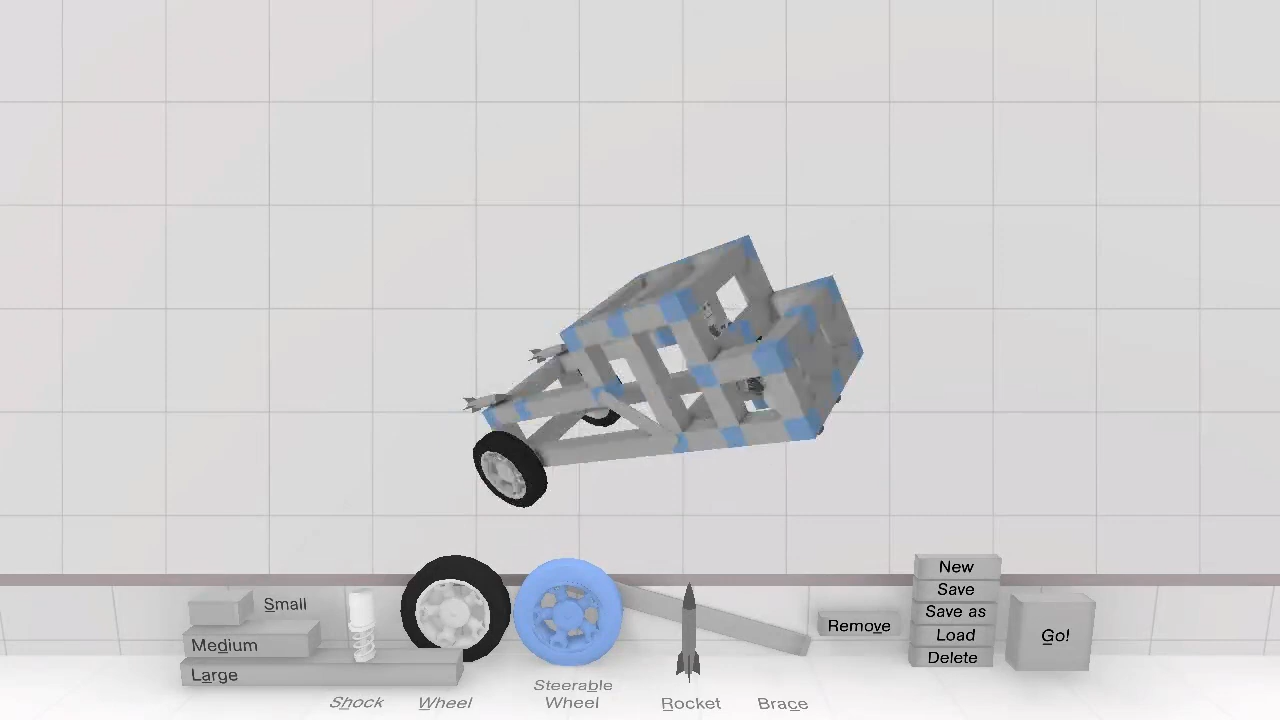 Small
Medium
Large
Shock
Wheel
Steerable
Wheel
Rocket
Brace
Remove
New
Save
Save as
Load
Delete
Go!